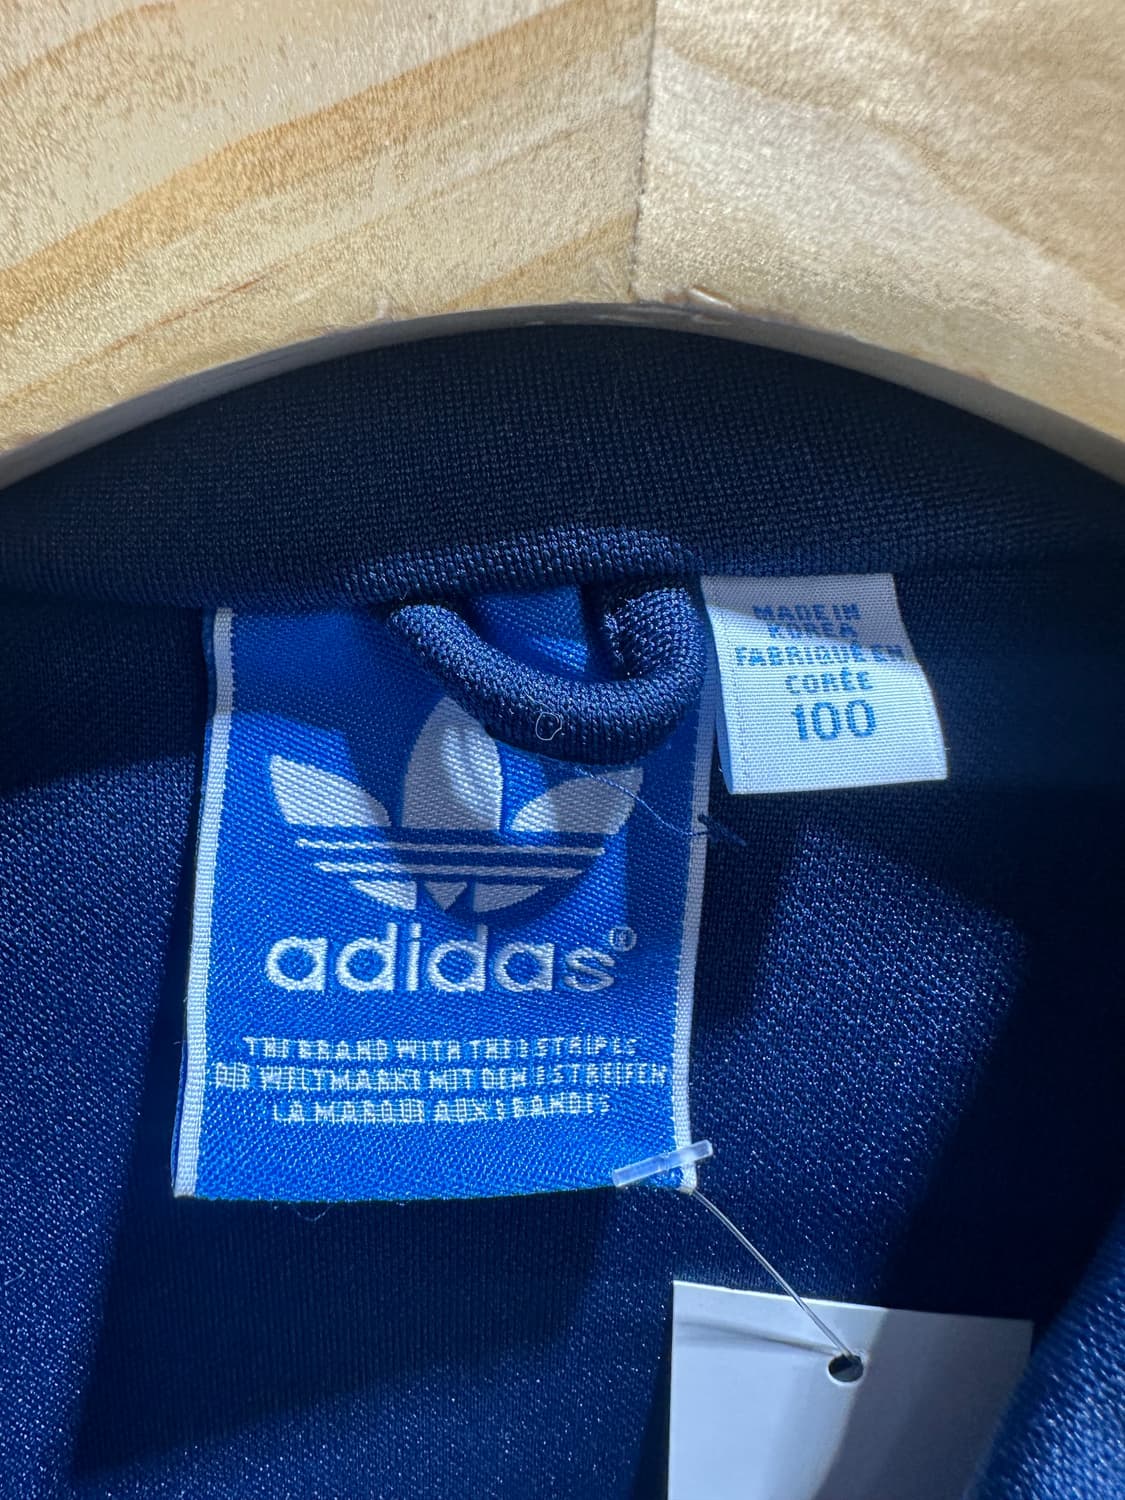 adidas®
THE BRAND WITH THE 3 STRIPES
DIE WELTMARKE MIT DEN 3 STREIFEN
LA MARQUE AUX 3 BANDES
MADE IN
KOREA
FABRIQUÉ EN
CORÉE
100